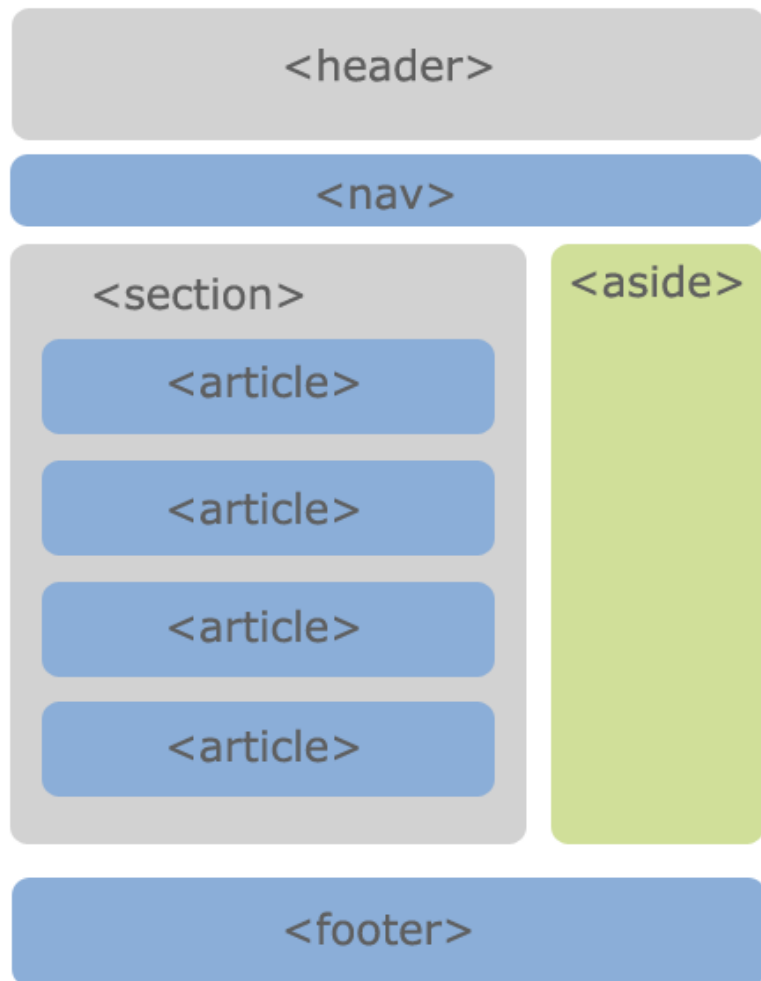 <header>
<nav>
<section>
<article>
<article>
<article>
<article>
<aside>
<footer>